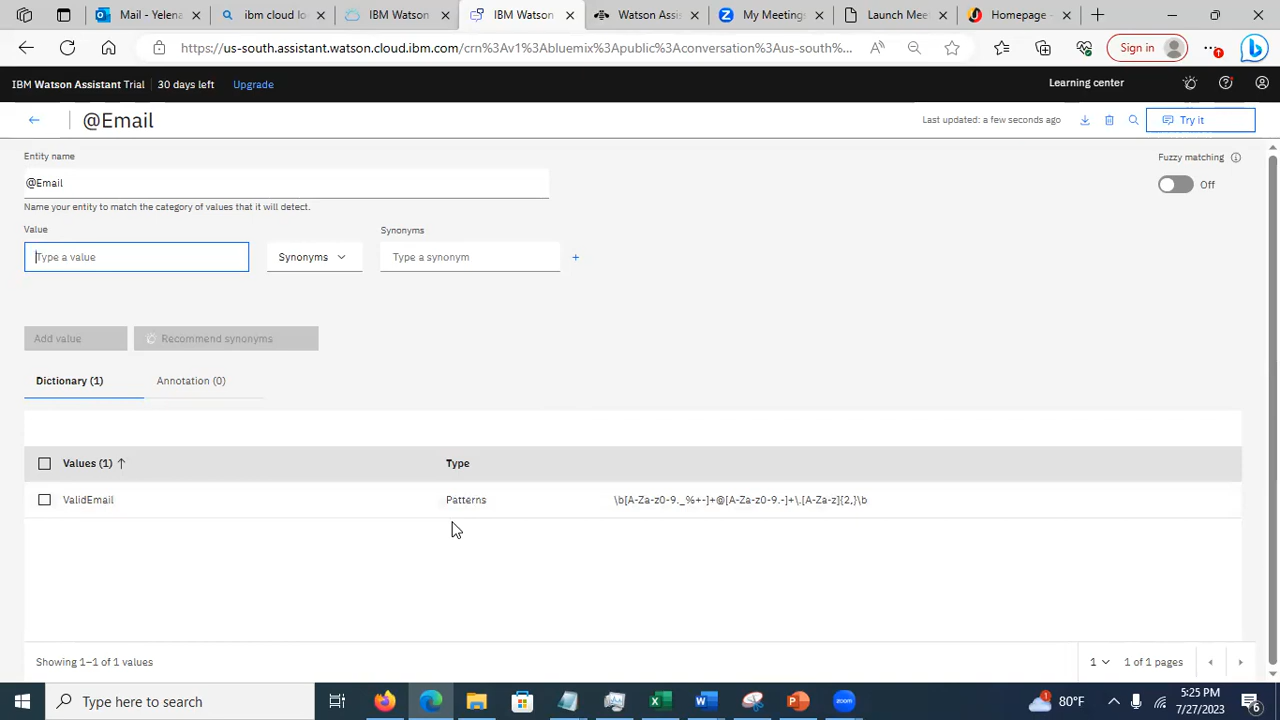 Mail - Yelena
ibm cloud lo
IBM Watson
IBM Watson
Watson Assis
My Meetings
Launch Mee
Homepage -
https://us-south.assistant.watson.cloud.ibm.com/crn%3Av1%3Abluemix%3Apublic%3Aconversation%3Aus-south%...
Sign in
IBM Watson Assistant Trial 30 days left Upgrade
Learning center
@Email
Last updated: a few seconds ago
Try it
Entity name
Fuzzy matching
@Email
Off
Name your entity to match the category of values that it will detect.
Value
Synonyms
Type a value
Synonyms
Type a synonym
Add value
Recommend synonyms
Dictionary (1)
Annotation (0)
Values (1)
Type
ValidEmail
Patterns
\b[A-Za-z0-9._%+-]+@[A-Za-z0-9.-]+\.[A-Za-z]{2,}\b
Showing 1–1 of 1 values
1
1 of 1 pages
Type here to search
zoom
1
80°F
5:25 PM
7/27/2023
6